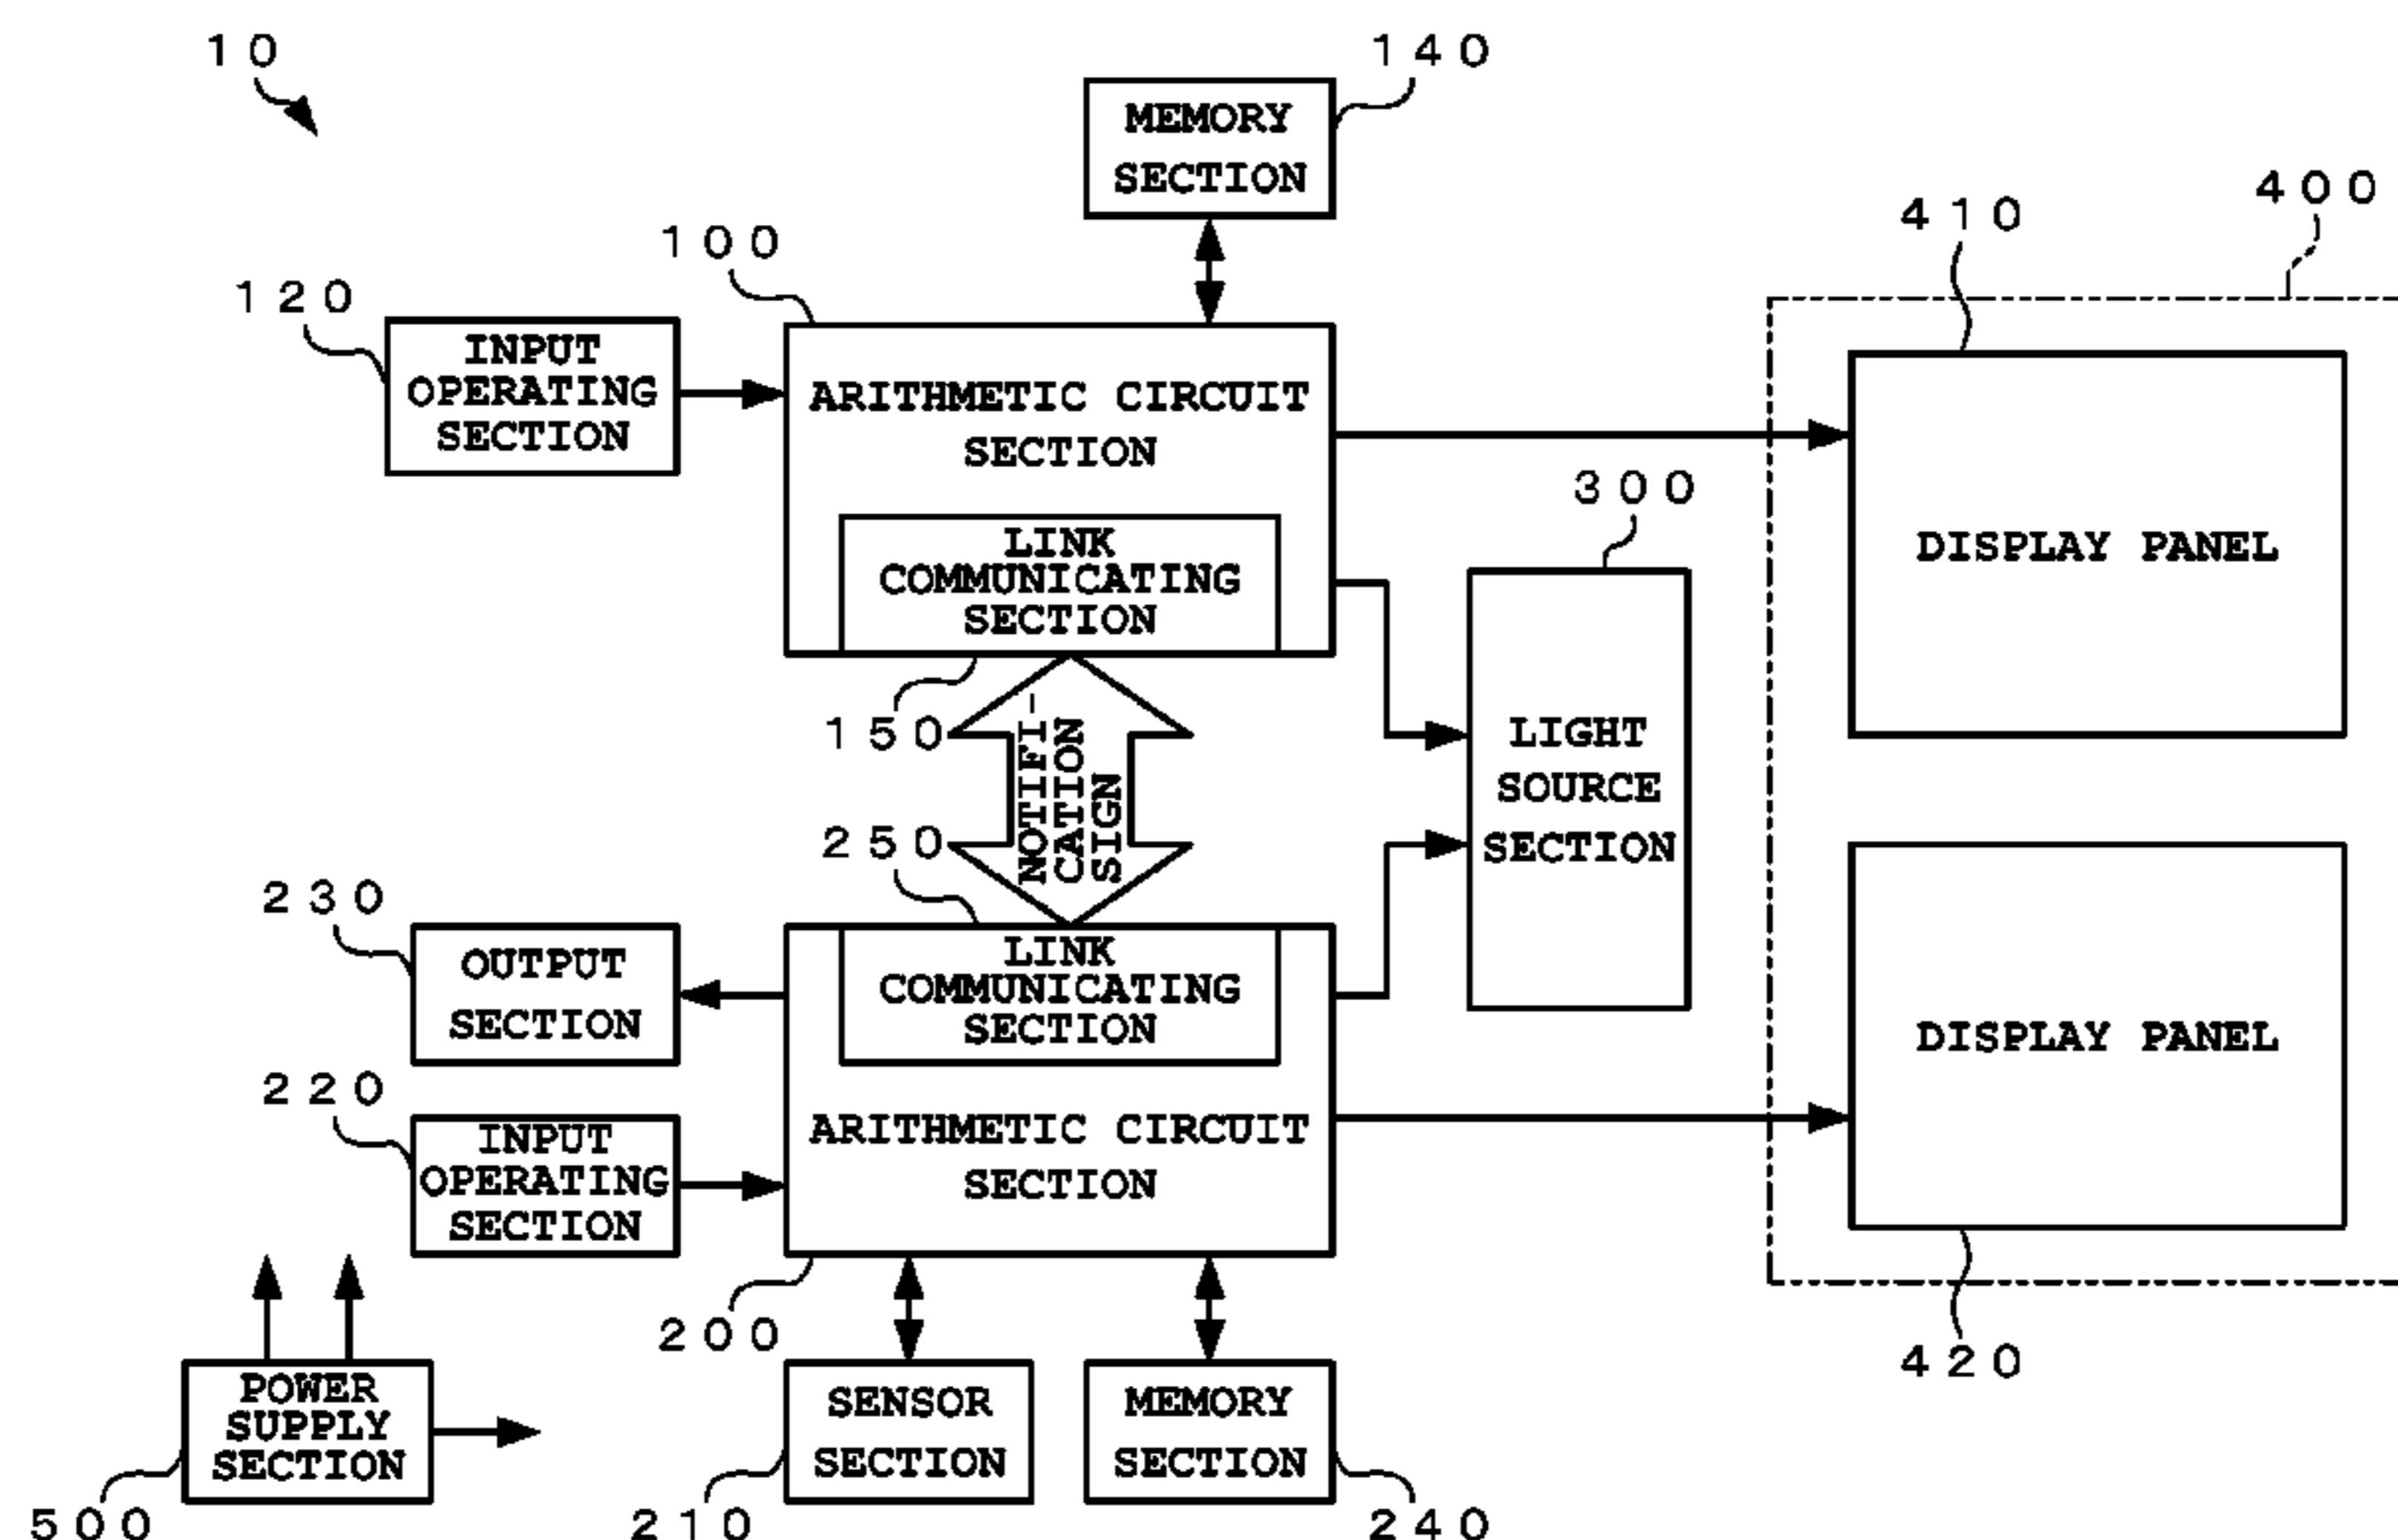 10
140
MEMORY
SECTION
400
410
100
120
INPUT
OPERATING
SECTION
ARITHMETIC CIRCUIT
SECTION
300
DISPLAY PANEL
LINK
COMMUNICATING
SECTION
150
NOTIFI-
CATION
SIGN
LIGHT
SOURCE
SECTION
250
230
OUTPUT
SECTION
LINK
COMMUNICATING
SECTION
DISPLAY PANEL
220
INPUT
OPERATING
SECTION
ARITHMETIC CIRCUIT
SECTION
200
420
POWER
SUPPLY
SECTION
SENSOR
SECTION
MEMORY
SECTION
500
210
240